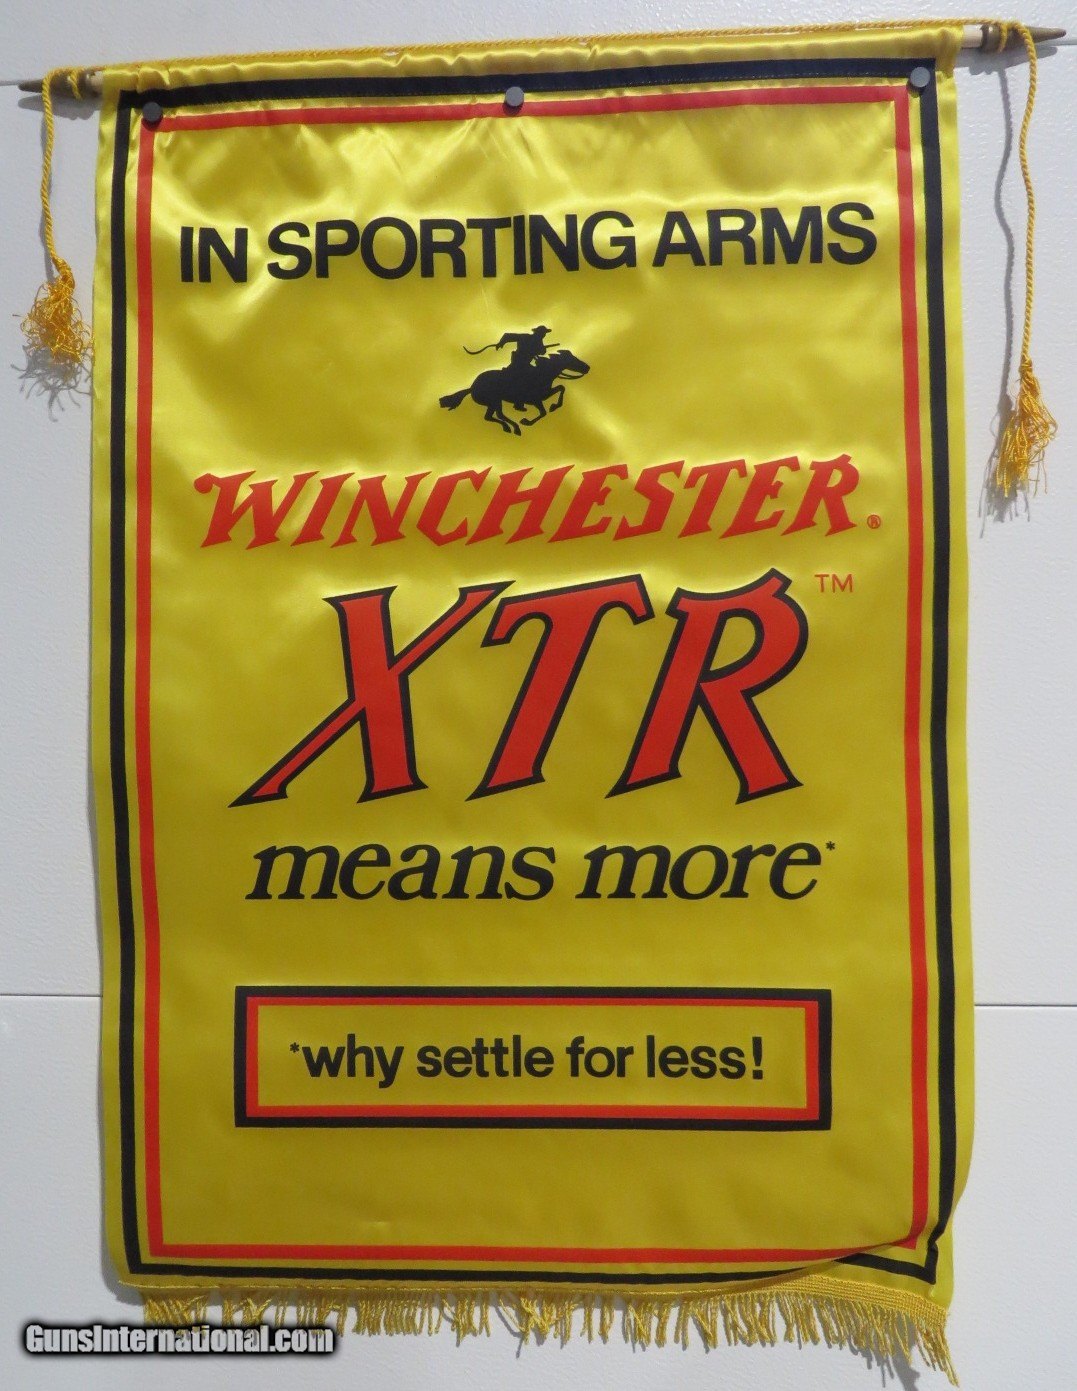 IN SPORTING ARMS
WINCHESTER®
XTR™
means more*
*why settle for less!
GunsInternational.com